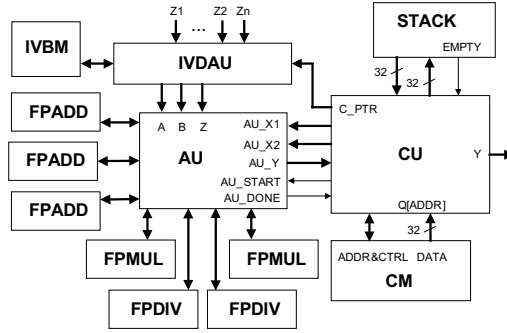 Z1 ... Z2 Zn
STACK
EMPTY
IVBM
IVDAU
32
32
C_PTR
FPADD
A B Z
AU_X1
AU_X2
AU
AU_Y
CU
Y
FPADD
AU_START
AU_DONE
FPADD
Q[ADDR]
FPMUL
FPMUL
32
ADDR&CTRL DATA
CM
FPDIV
FPDIV